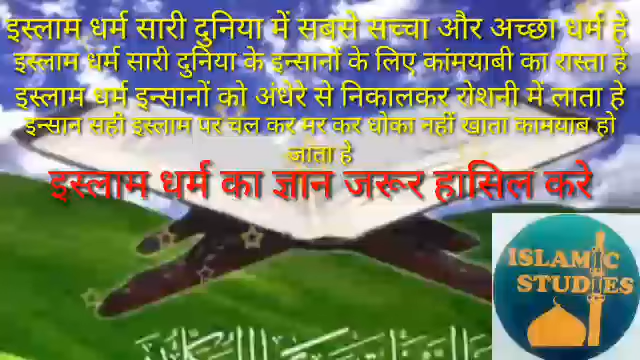 इस्लाम धर्म सारी दुनिया में सबसे सच्चा और अच्छा धर्म हे
इस्लाम धर्म सारी दुनिया के इन्सानों के लिए कांमयाबी का रास्ता हे
इस्लाम धर्म इन्सानों को अंधेरे से निकालकर रोशनी में लाता हे
इन्सान सही इस्लाम पर चल कर मर कर धोका नहीं खाता कामयाब हो
जाता हे
इस्लाम धर्म का ज्ञान जरूर हासिल करे
ISLAMIC
STUDIES